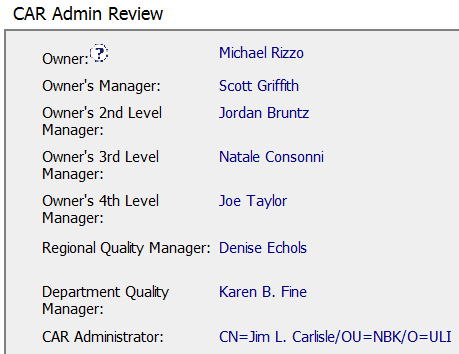 CAR Admin Review
Owner:? Michael Rizzo
Owner's Manager: Scott Griffith
Owner's 2nd Level Jordan Bruntz
Manager:
Owner's 3rd Level Natale Consonni
Manager:
Owner's 4th Level Joe Taylor
Manager:
Regional Quality Manager: Denise Echols
Department Quality Karen B. Fine
Manager:
CAR Administrator: CN=Jim L. Carlisle/OU=NBK/O=ULI